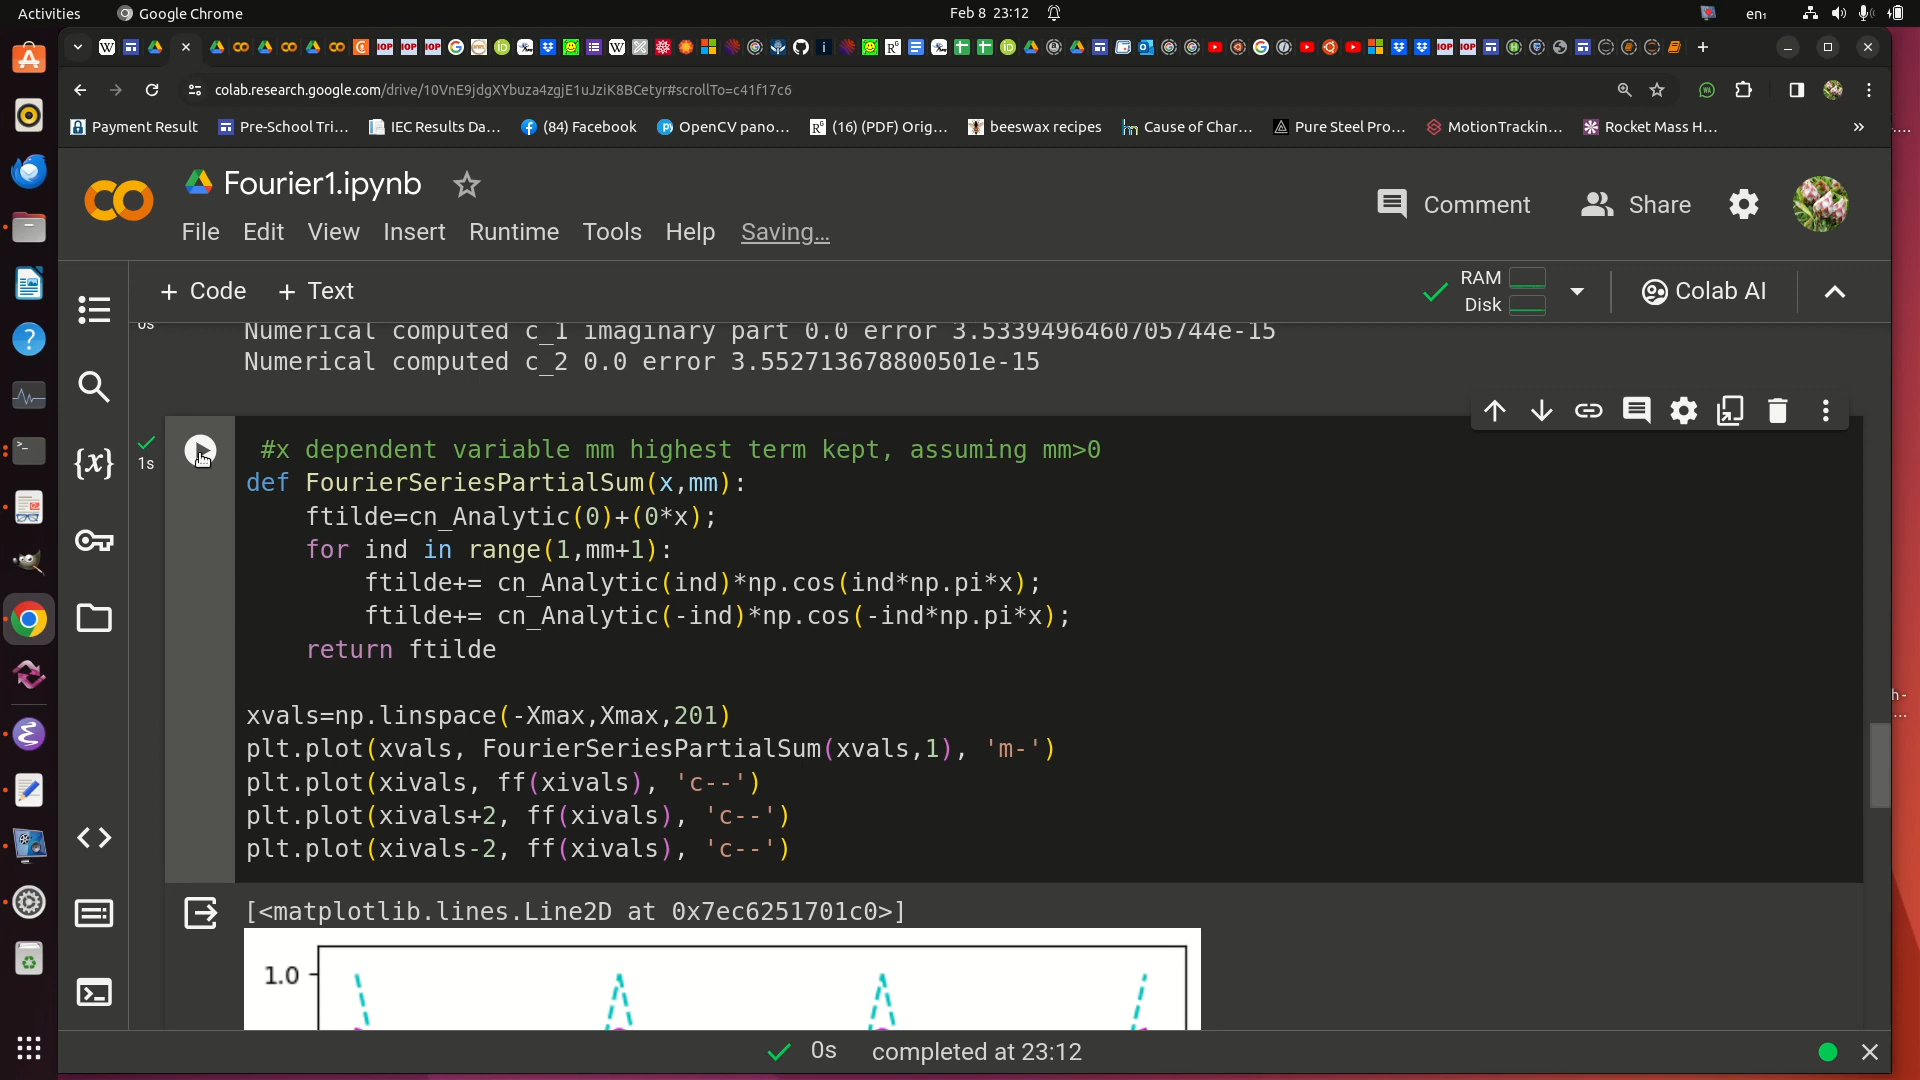 Activities
Google Chrome
Feb 8 23:12
en₁
colab.research.google.com/drive/10VnE9jdgXYbuza4zgjE1uJziK8BCetyr#scrollTo=c41f17c6
Payment Result
Pre-School Tri...
IEC Results Da...
(84) Facebook
OpenCV pano...
(16) (PDF) Orig...
beeswax recipes
Cause of Char...
Pure Steel Pro...
MotionTrackin...
Rocket Mass H...
»
Fourier1.ipynb
Comment
Share
File Edit View Insert Runtime Tools Help Saving...
+ Code + Text
RAM
Disk
Colab AI
0s
Numerical computed c_1 imaginary part 0.0 error 3.5339496460705744e-15
Numerical computed c_2 0.0 error 3.552713678800501e-15
1s
#x dependent variable mm highest term kept, assuming mm>0
def FourierSeriesPartialSum(x,mm):
ftilde=cn_Analytic(0)+(0*x);
for ind in range(1,mm+1):
ftilde+= cn_Analytic(ind)*np.cos(ind*np.pi*x);
ftilde+= cn_Analytic(-ind)*np.cos(-ind*np.pi*x);
return ftilde
xvals=np.linspace(-Xmax,Xmax,201)
plt.plot(xvals, FourierSeriesPartialSum(xvals,1), 'm-')
plt.plot(xivals, ff(xivals), 'c--')
plt.plot(xivals+2, ff(xivals), 'c--')
plt.plot(xivals-2, ff(xivals), 'c--')
[<matplotlib.lines.Line2D at 0x7ec6251701c0>]
1.0
0s completed at 23:12